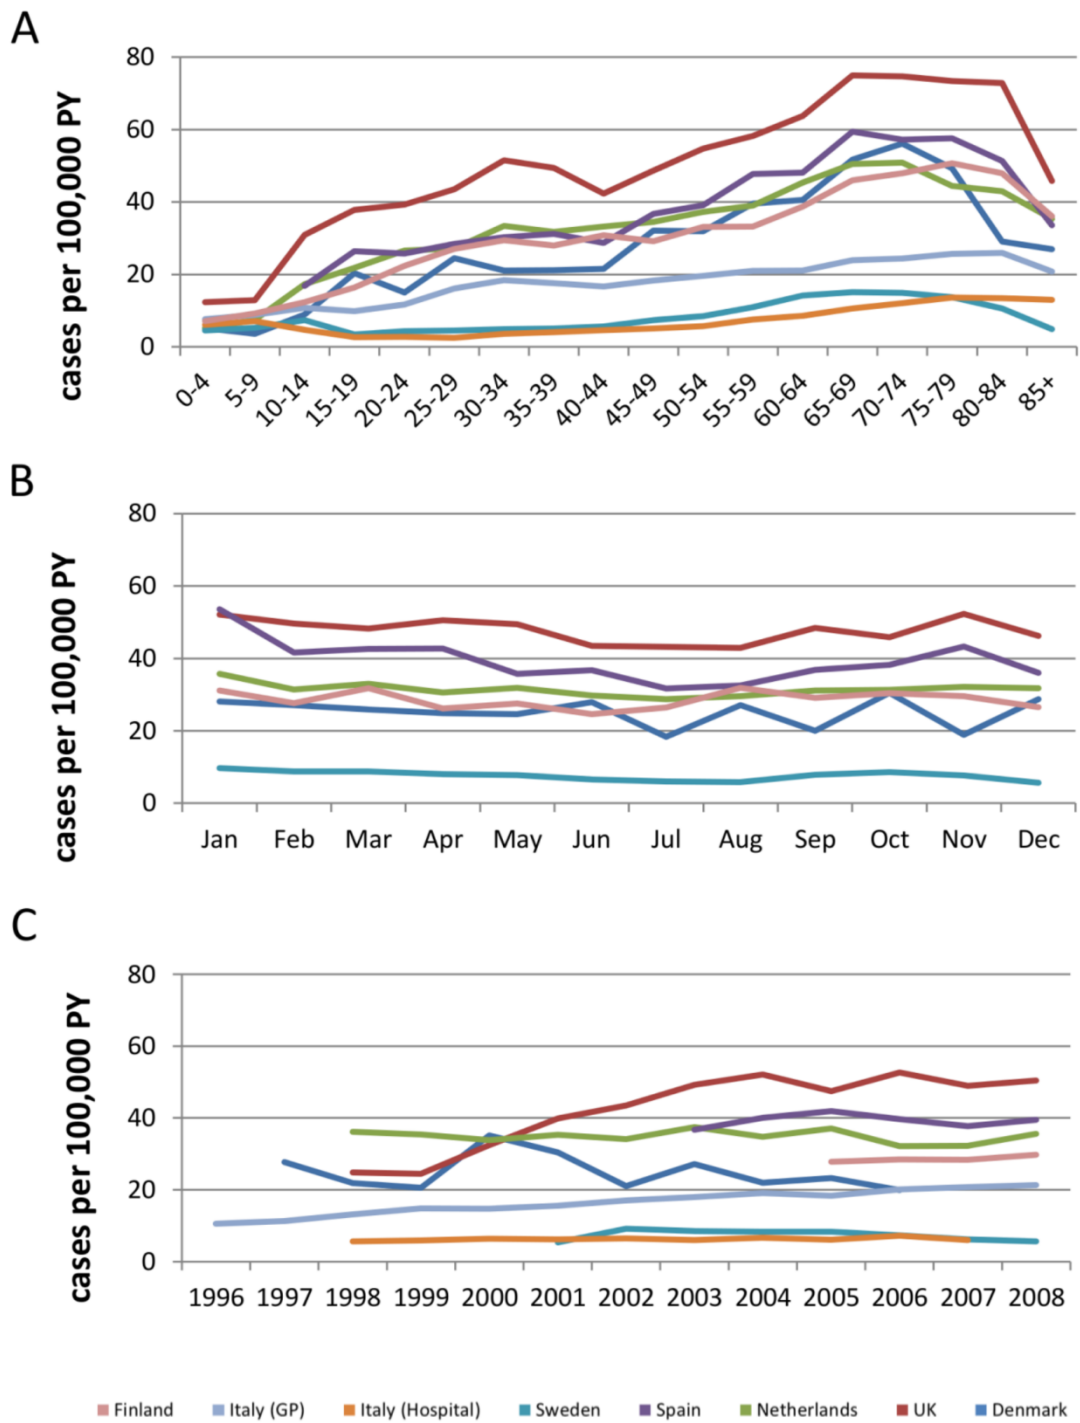 A
cases per 100,000 PY
80
60
40
20
0
0-4 5-9 10-14 15-19 20-24 25-29 30-34 35-39 40-44 45-49 50-54 55-59 60-64 65-69 70-74 75-79 80-84 85+
B
cases per 100,000 PY
80
60
40
20
0
Jan Feb Mar Apr May Jun Jul Aug Sep Oct Nov Dec
C
cases per 100,000 PY
80
60
40
20
0
1996 1997 1998 1999 2000 2001 2002 2003 2004 2005 2006 2007 2008
Finland Italy (GP) Italy (Hospital) Sweden Spain Netherlands UK Denmark